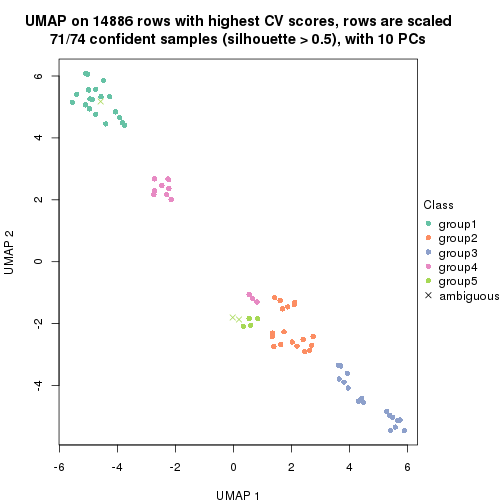 UMAP on 14886 rows with highest CV scores, rows are scaled
71/74 confident samples (silhouette > 0.5), with 10 PCs
UMAP 2
6
4
2
0
-2
-4
-6
-4
-2
0
2
4
6
UMAP 1
Class
group1
group2
group3
group4
group5
ambiguous